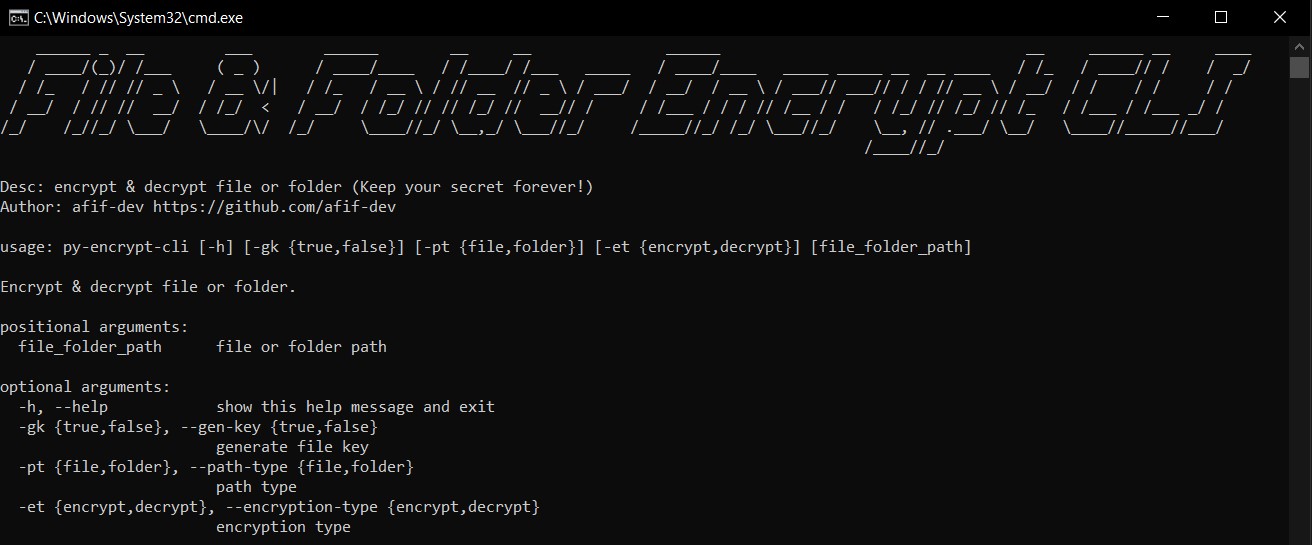 C:\Windows\System32\cmd.exe
File & Folder Encrypt CLI
Desc: encrypt & decrypt file or folder (Keep your secret forever!)
Author: afif-dev https://github.com/afif-dev
usage: py-encrypt-cli [-h] [-gk {true,false}] [-pt {file,folder}] [-et {encrypt,decrypt}] [file_folder_path]
Encrypt & decrypt file or folder.
positional arguments:
file_folder_path file or folder path
optional arguments:
-h, --help show this help message and exit
-gk {true,false}, --gen-key {true,false}
generate file key
-pt {file,folder}, --path-type {file,folder}
path type
-et {encrypt,decrypt}, --encryption-type {encrypt,decrypt}
encryption type